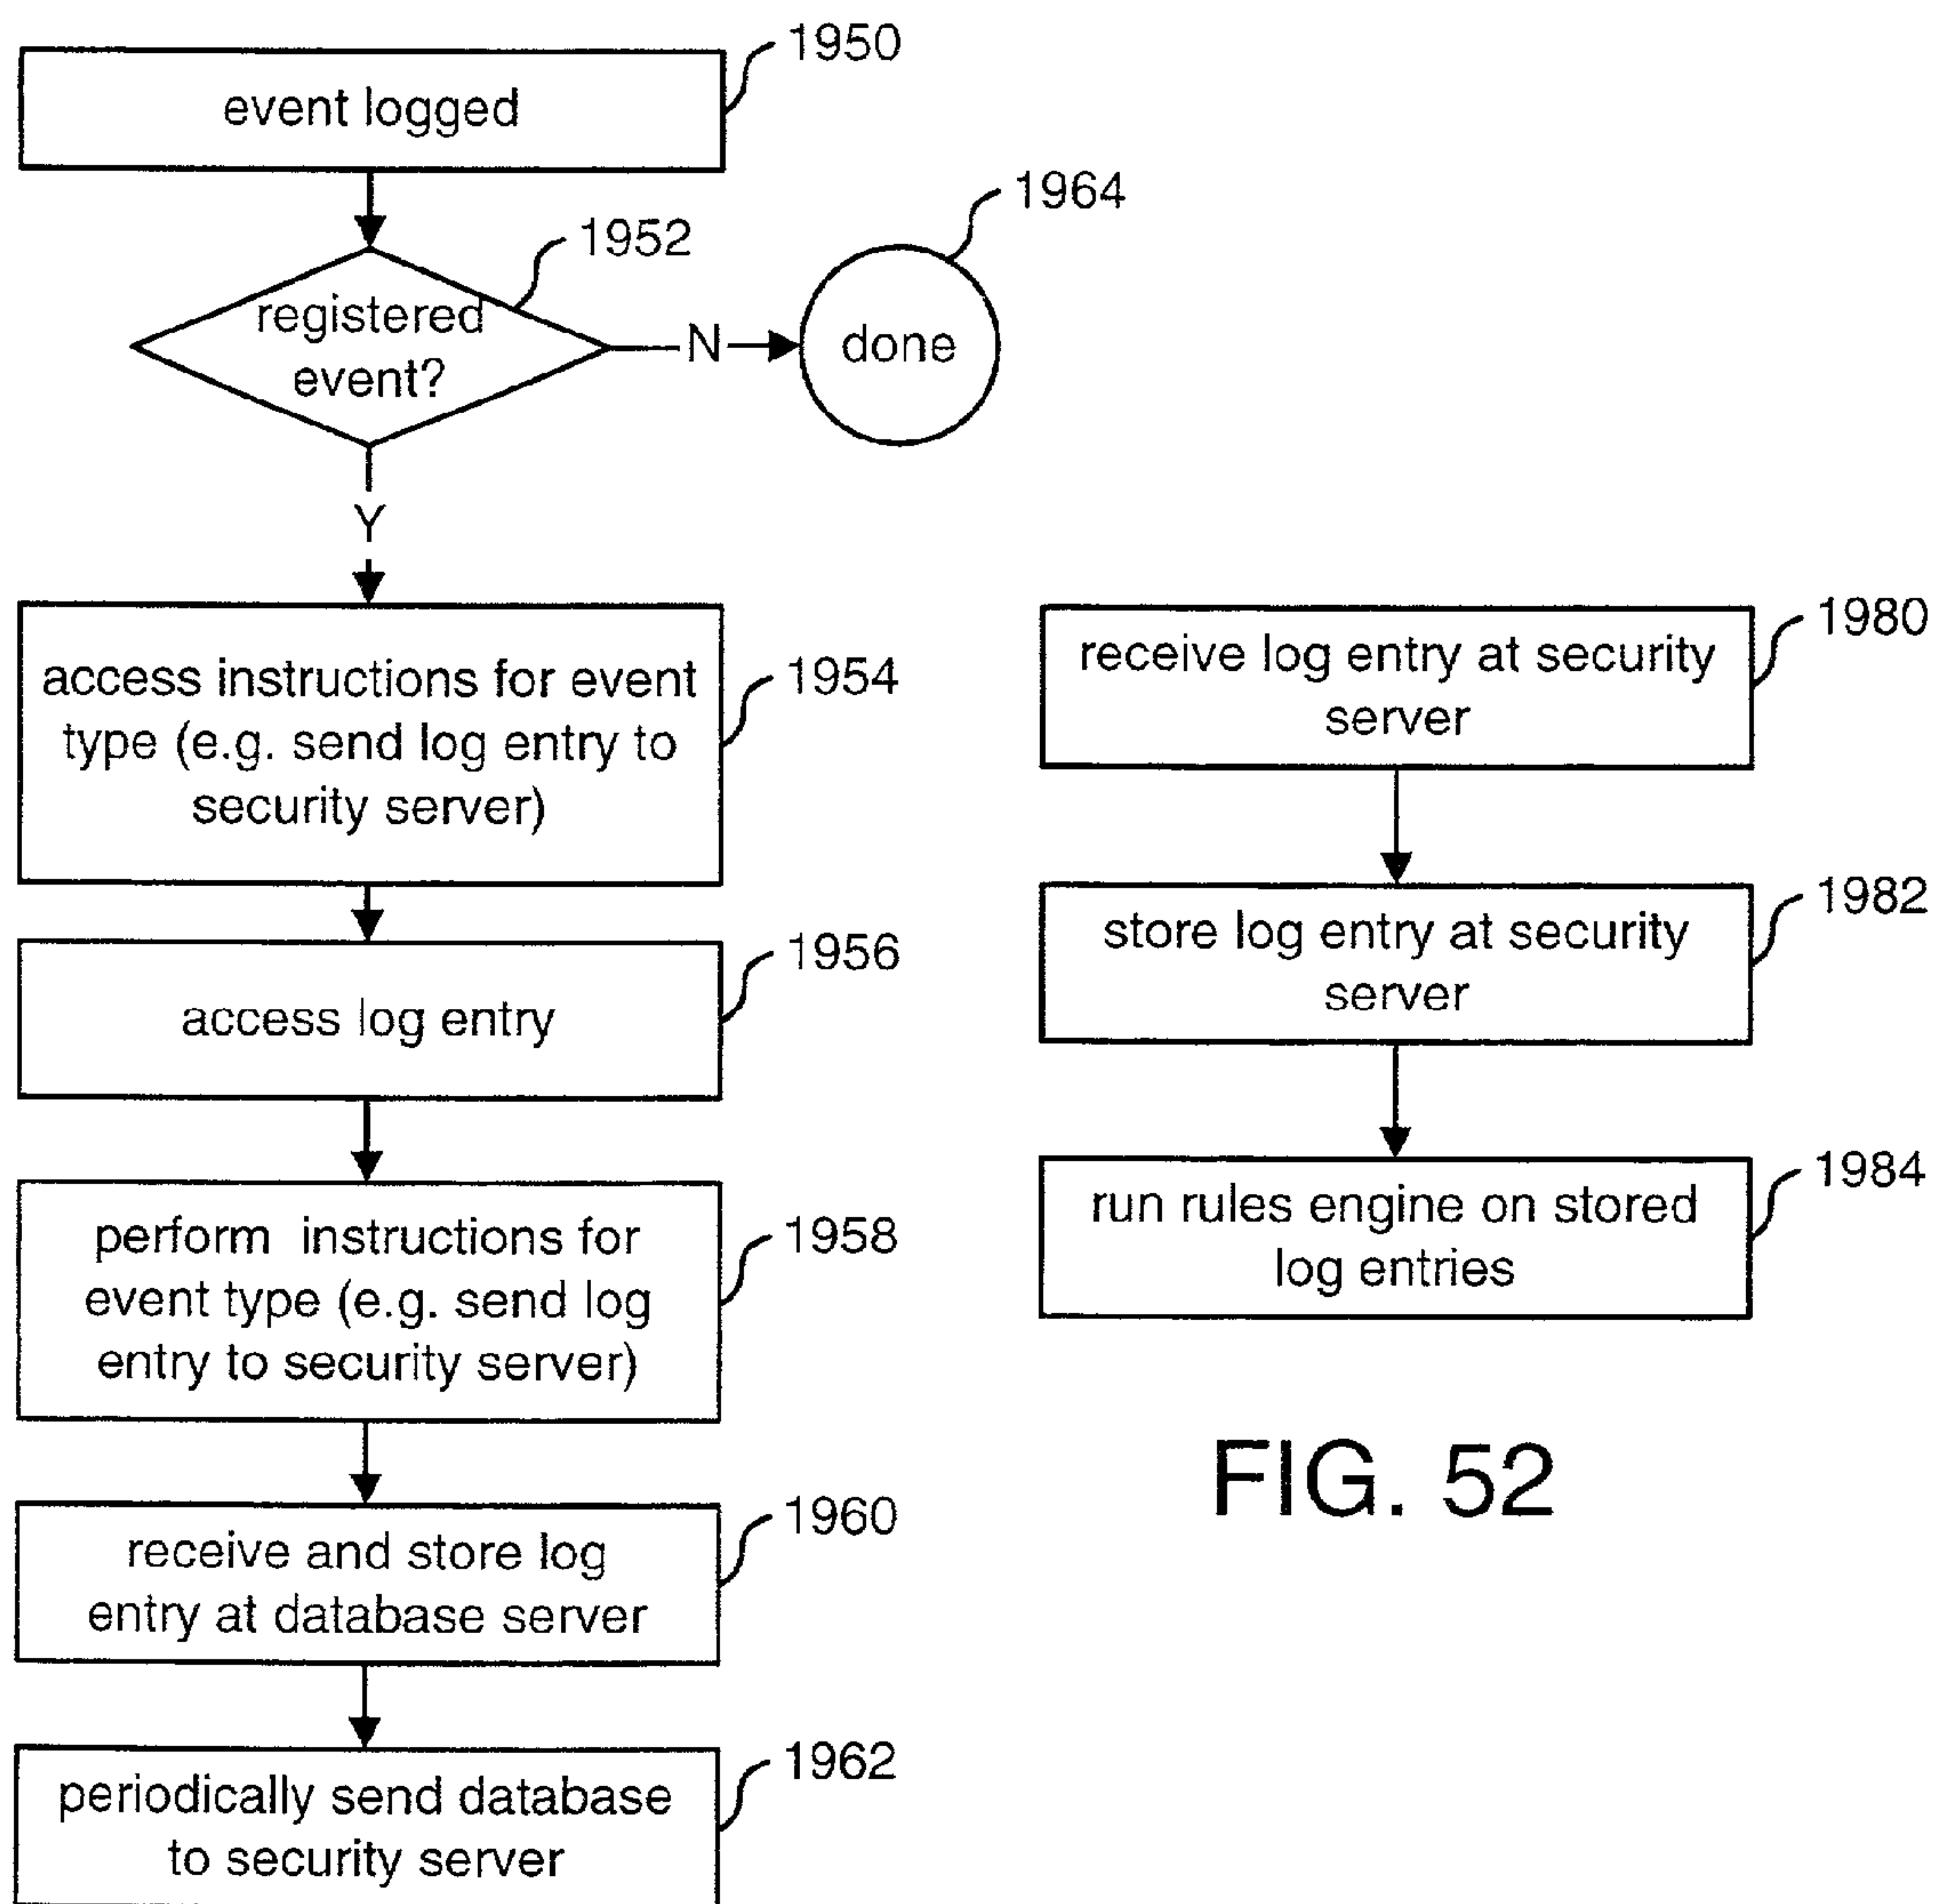 1950
event logged
1964
1952
registered
event?
N
done
Y
access instructions for event
type (e.g. send log entry to
security server)
1954
access log entry
1956
perform instructions for
event type (e.g. send log
entry to security server)
1958
receive and store log
entry at database server
1960
periodically send database
to security server
1962
receive log entry at security
server
1980
store log entry at security
server
1982
run rules engine on stored
log entries
1984
FIG. 52